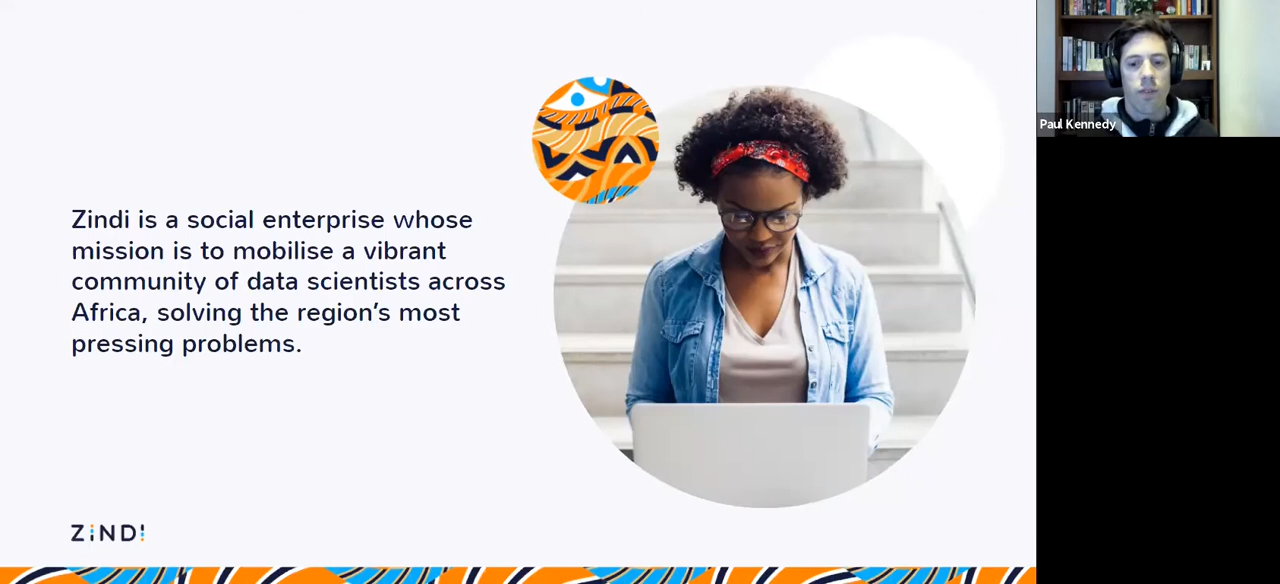 Zindi is a social enterprise whose
mission is to mobilise a vibrant
community of data scientists across
Africa, solving the region's most
pressing problems.
ZINDI
Paul Kennedy